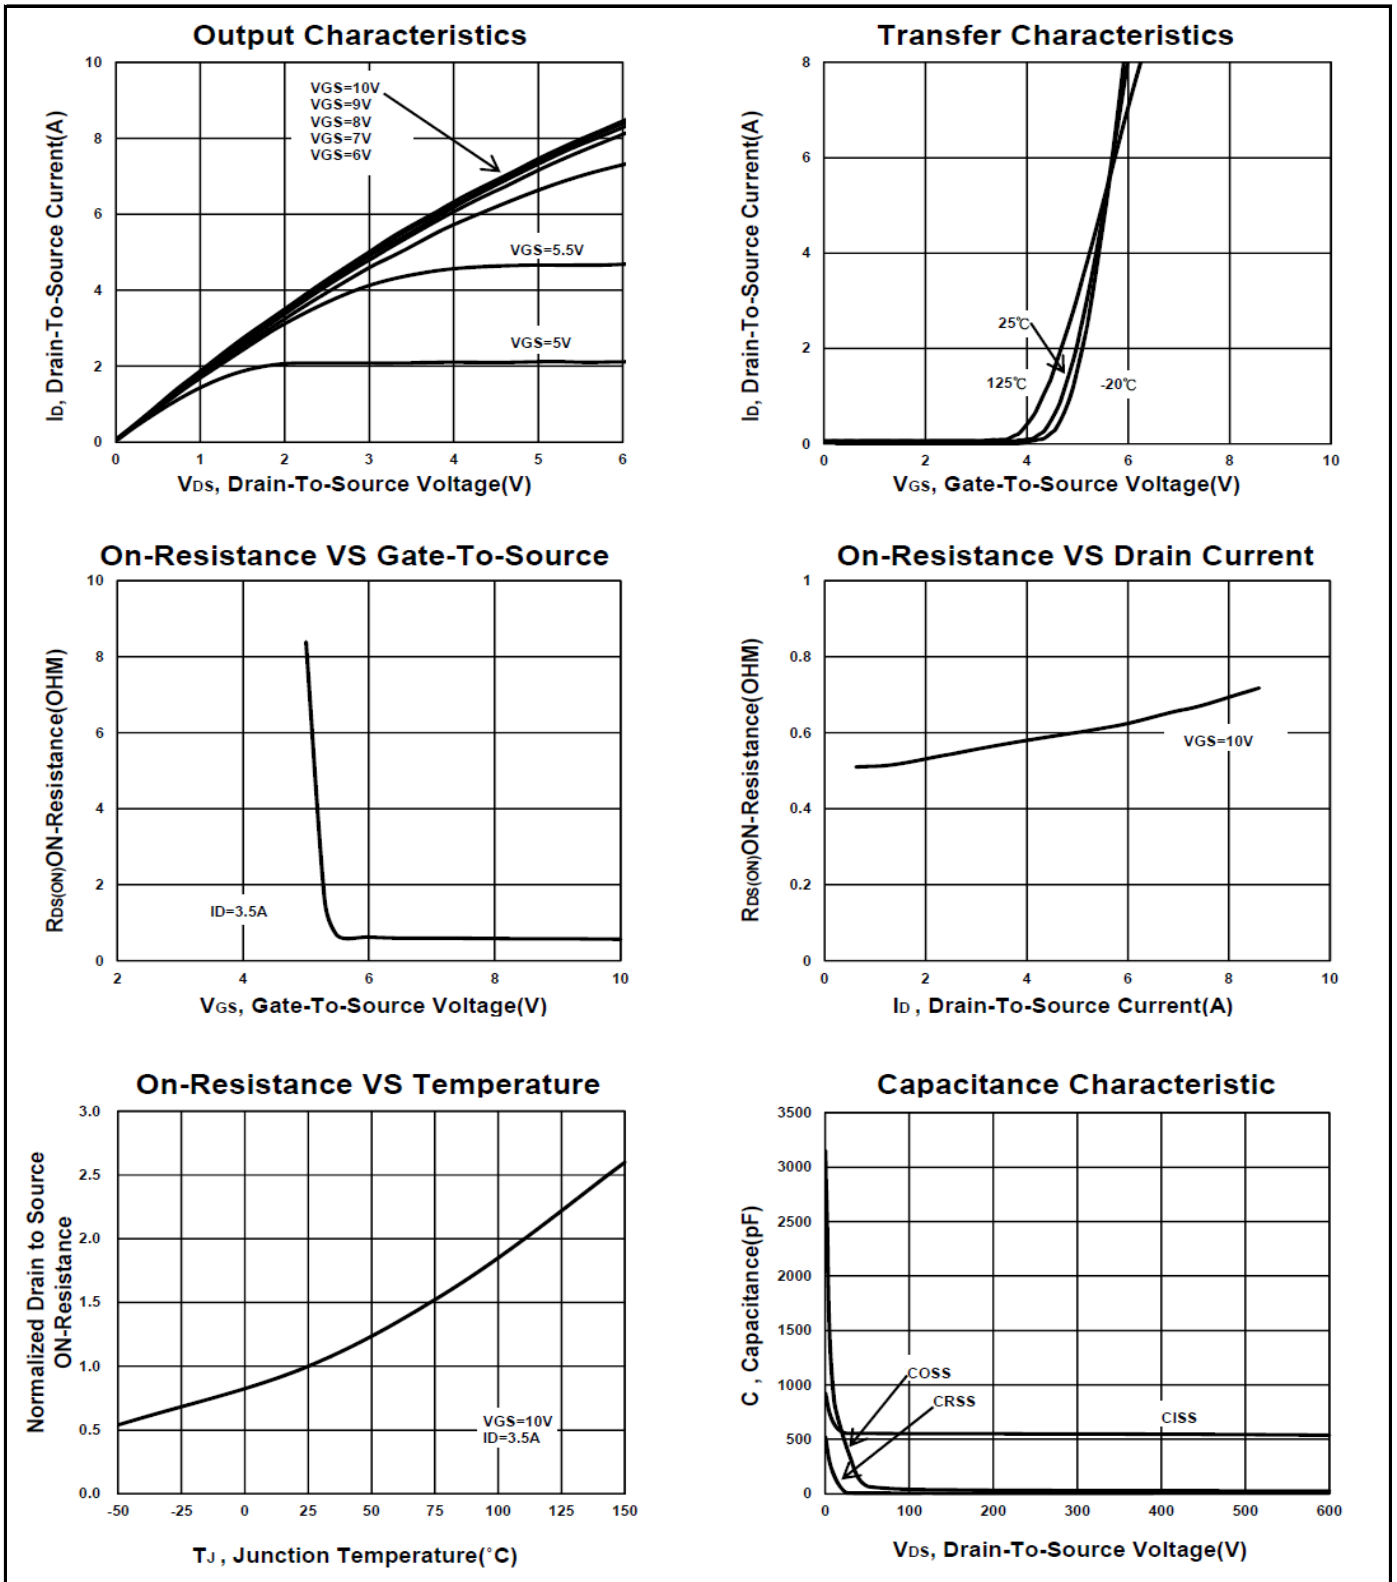 Output Characteristics
10
8
6
4
2
0
VGS=10V
VGS=9V
VGS=8V
VGS=7V
VGS=6V
VGS=5.5V
VGS=5V
0 1 2 3 4 5 6
ID, Drain-To-Source Current(A)
VDS, Drain-To-Source Voltage(V)
Transfer Characteristics
8
6
4
2
0
25℃
125℃
-20℃
0 2 4 6 8 10
ID, Drain-To-Source Current(A)
VGS, Gate-To-Source Voltage(V)
On-Resistance VS Gate-To-Source
10
8
6
4
2
0
ID=3.5A
2 4 6 8 10
RDS(ON)ON-Resistance(OHM)
VGS, Gate-To-Source Voltage(V)
On-Resistance VS Drain Current
1
0.8
0.6
0.4
0.2
0
VGS=10V
0 2 4 6 8 10
RDS(ON)ON-Resistance(OHM)
ID , Drain-To-Source Current(A)
On-Resistance VS Temperature
3.0
2.5
2.0
1.5
1.0
0.5
0.0
VGS=10V
ID=3.5A
-50 -25 0 25 50 75 100 125 150
Normalized Drain to Source
ON-Resistance
TJ , Junction Temperature(°C)
Capacitance Characteristic
3500
3000
2500
2000
1500
1000
500
0
COSS
CRSS
CISS
0 100 200 300 400 500 600
C , Capacitance(pF)
VDS, Drain-To-Source Voltage(V)